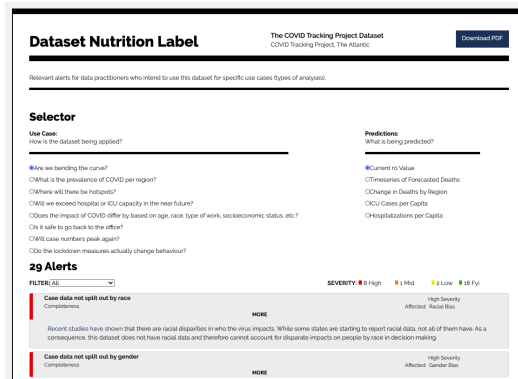 Dataset Nutrition Label
The COVID Tracking Project Dataset
COVID Tracking Project, The Atlantic
Download PDF
Relevant alerts for data practitioners who intend to use this dataset for specific use cases (types of analyses).
Selector
Use Case:
How is the dataset being applied?
Predictions:
What is being predicted?
Are we bending the curve?
What is the prevalence of COVID per region?
Where will there be hotspots?
Will we exceed hospital or ICU capacity in the near future?
Does the impact of COVID differ by based on age, race, type of work, socioeconomic status, etc.?
Is it safe to go back to the office?
Will case numbers peak again?
Do the lockdown measures actually change behaviour?
Current r0 Value
Timeseries of Forecasted Deaths
Change in Deaths by Region
ICU Cases per Capita
Hospitalizations per Capita
29 Alerts
FILTER: All
SEVERITY: 8 High 1 Mid 2 Low 18 Fyi
Case data not split out by race
Completeness
High Severity
Affected: Racial Bias
MORE
Recent studies have shown that there are racial disparities in who the virus impacts. While some states are starting to report racial data, not all of them have. As a
consequence, this dataset does not have racial data and therefore cannot account for disparate impacts on people by race in decision making.
Case data not split out by gender
Completeness
High Severity
Affected: Gender Bias
MORE